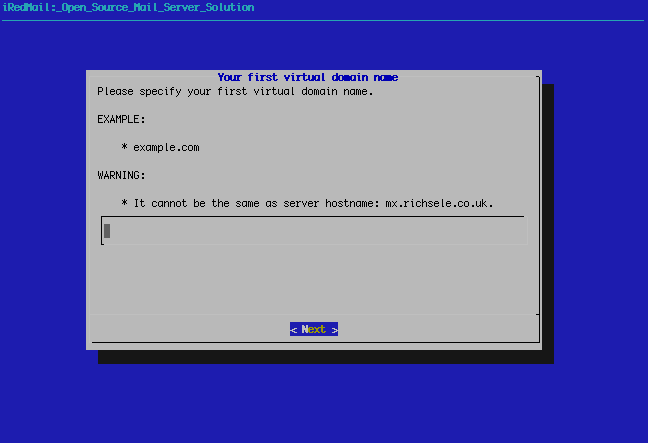 iRedMail:_Open_Source_Mail_Server_Solution
Your first virtual domain name
Please specify your first virtual domain name.
EXAMPLE:
* example.com
WARNING:
* It cannot be the same as server hostname: mx.richsele.co.uk.
< Next >